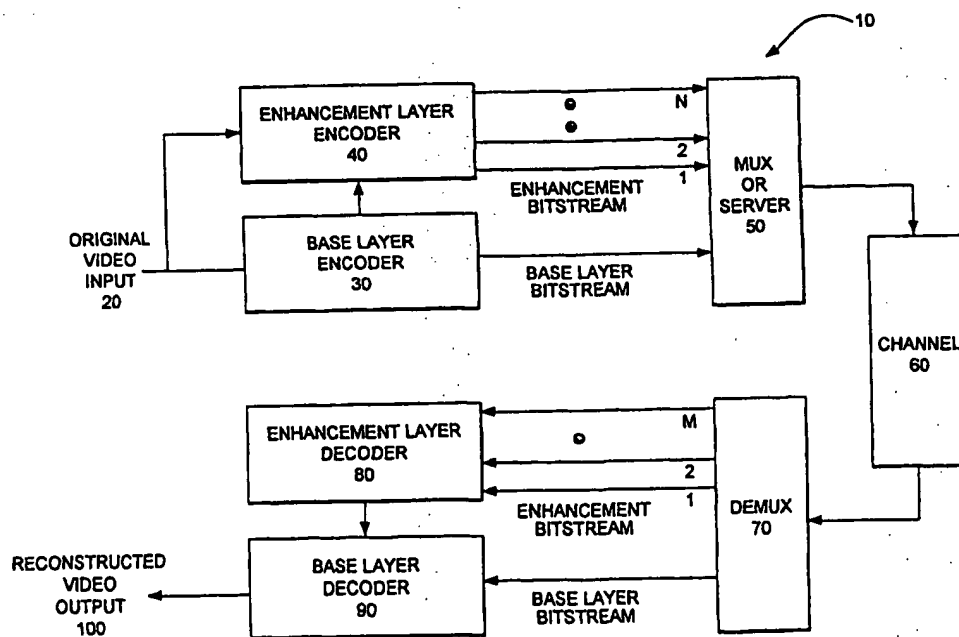 10
ENHANCEMENT LAYER
ENCODER
40
N
2
1
ENHANCEMENT
BITSTREAM
MUX
OR
SERVER
50
ORIGINAL
VIDEO
INPUT
20
BASE LAYER
ENCODER
30
BASE LAYER
BITSTREAM
CHANNEL
60
ENHANCEMENT LAYER
DECODER
80
M
2
1
ENHANCEMENT
BITSTREAM
DEMUX
70
RECONSTRUCTED
VIDEO
OUTPUT
100
BASE LAYER
DECODER
90
BASE LAYER
BITSTREAM